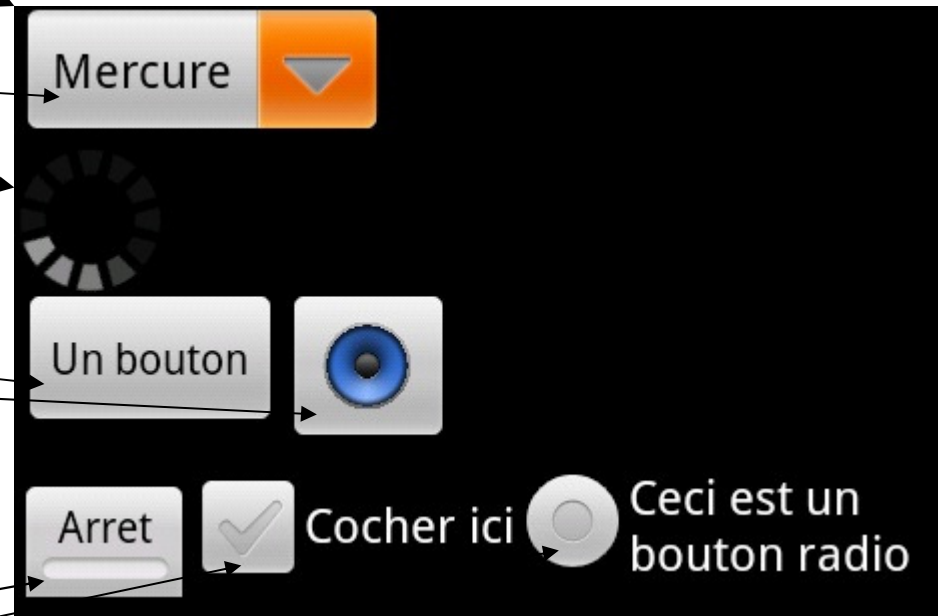 Mercure
Un bouton
Arret
Cocher ici
Ceci est un
bouton radio